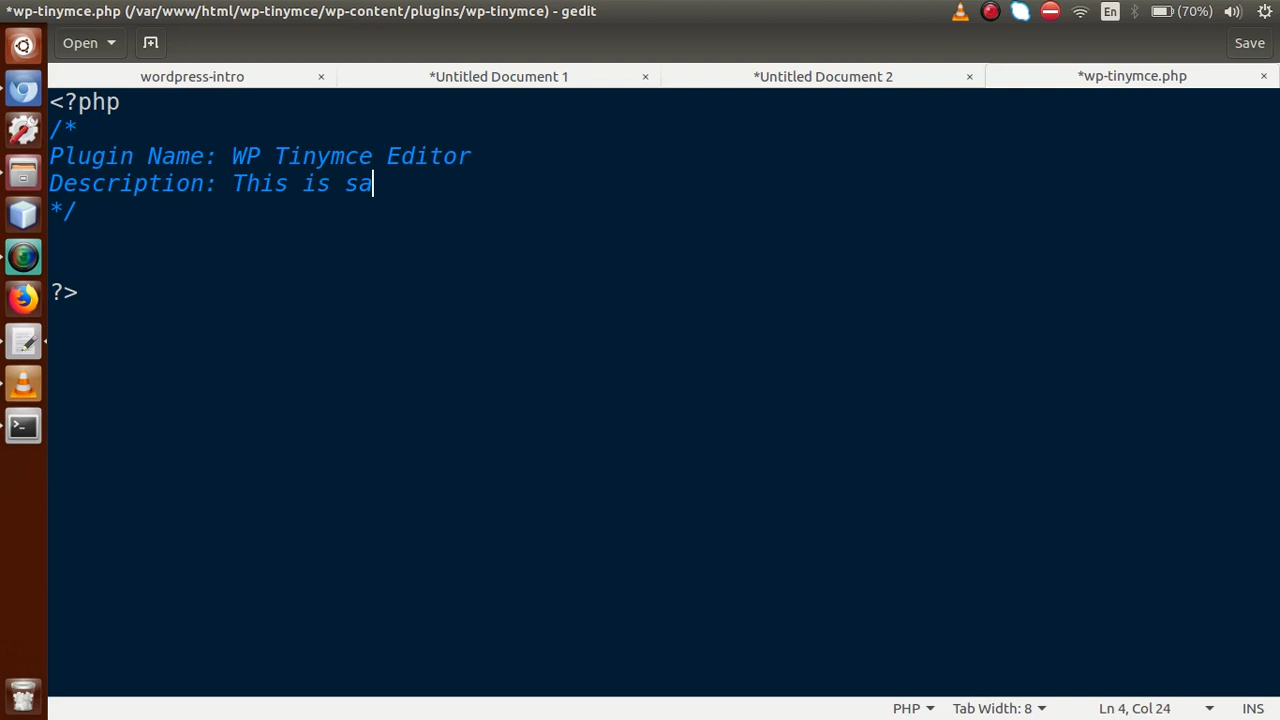 *wp-tinymce.php (/var/www/html/wp-tinymce/wp-content/plugins/wp-tinymce) - gedit
En
(70%)
Open
Save
wordpress-intro ×
*Untitled Document 1 ×
*Untitled Document 2 ×
*wp-tinymce.php ×
<?php
/*
Plugin Name: WP Tinymce Editor
Description: This is sa
*/
?>
PHP
Tab Width: 8
Ln 4, Col 24
INS